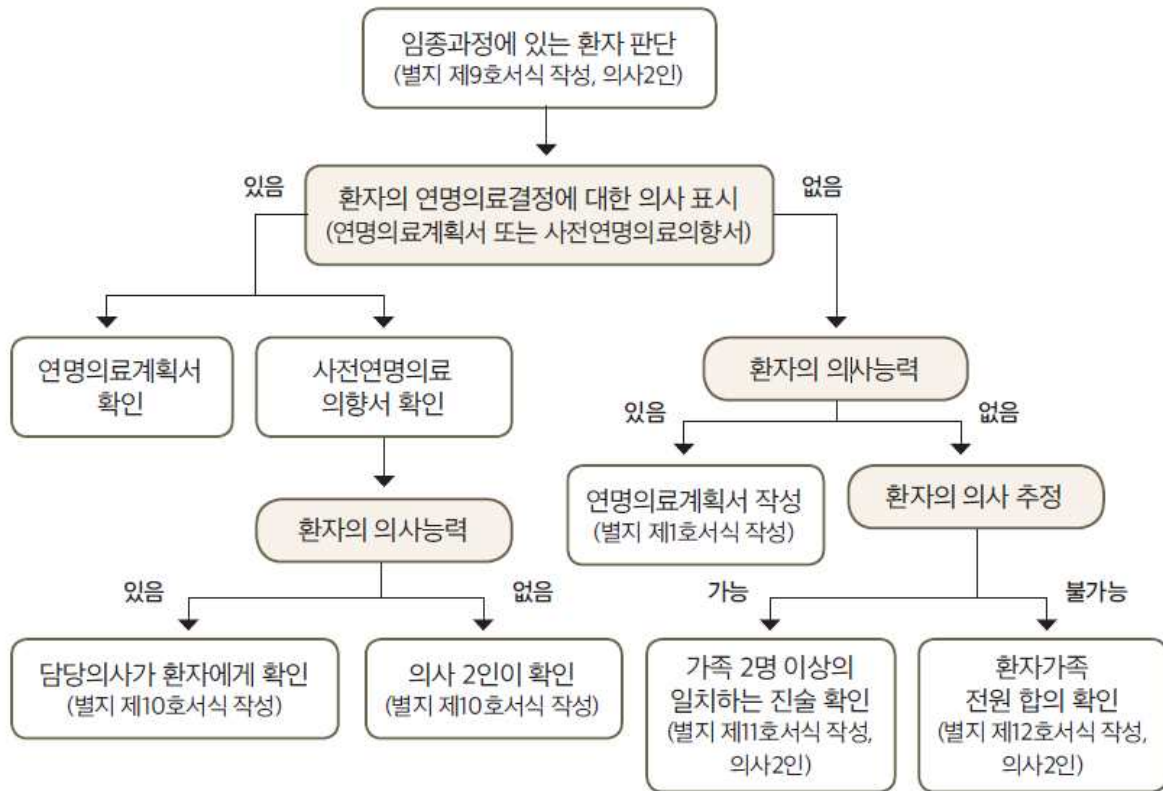 임종과정에 있는 환자 판단
(별지 제9호서식 작성, 의사2인)
있음
환자의 연명의료결정에 대한 의사 표시
(연명의료계획서 또는 사전연명의료의향서)
없음
연명의료계획서
확인
사전연명의료
의향서 확인
환자의 의사능력
있음
없음
연명의료계획서 작성
(별지 제1호서식 작성)
환자의 의사 추정
환자의 의사능력
있음
없음
가능
불가능
담당의사가 환자에게 확인
(별지 제10호서식 작성)
의사 2인이 확인
(별지 제10호서식 작성)
가족 2명 이상의
일치하는 진술 확인
(별지 제11호서식 작성,
의사2인)
환자가족
전원 합의 확인
(별지 제12호서식 작성,
의사2인)